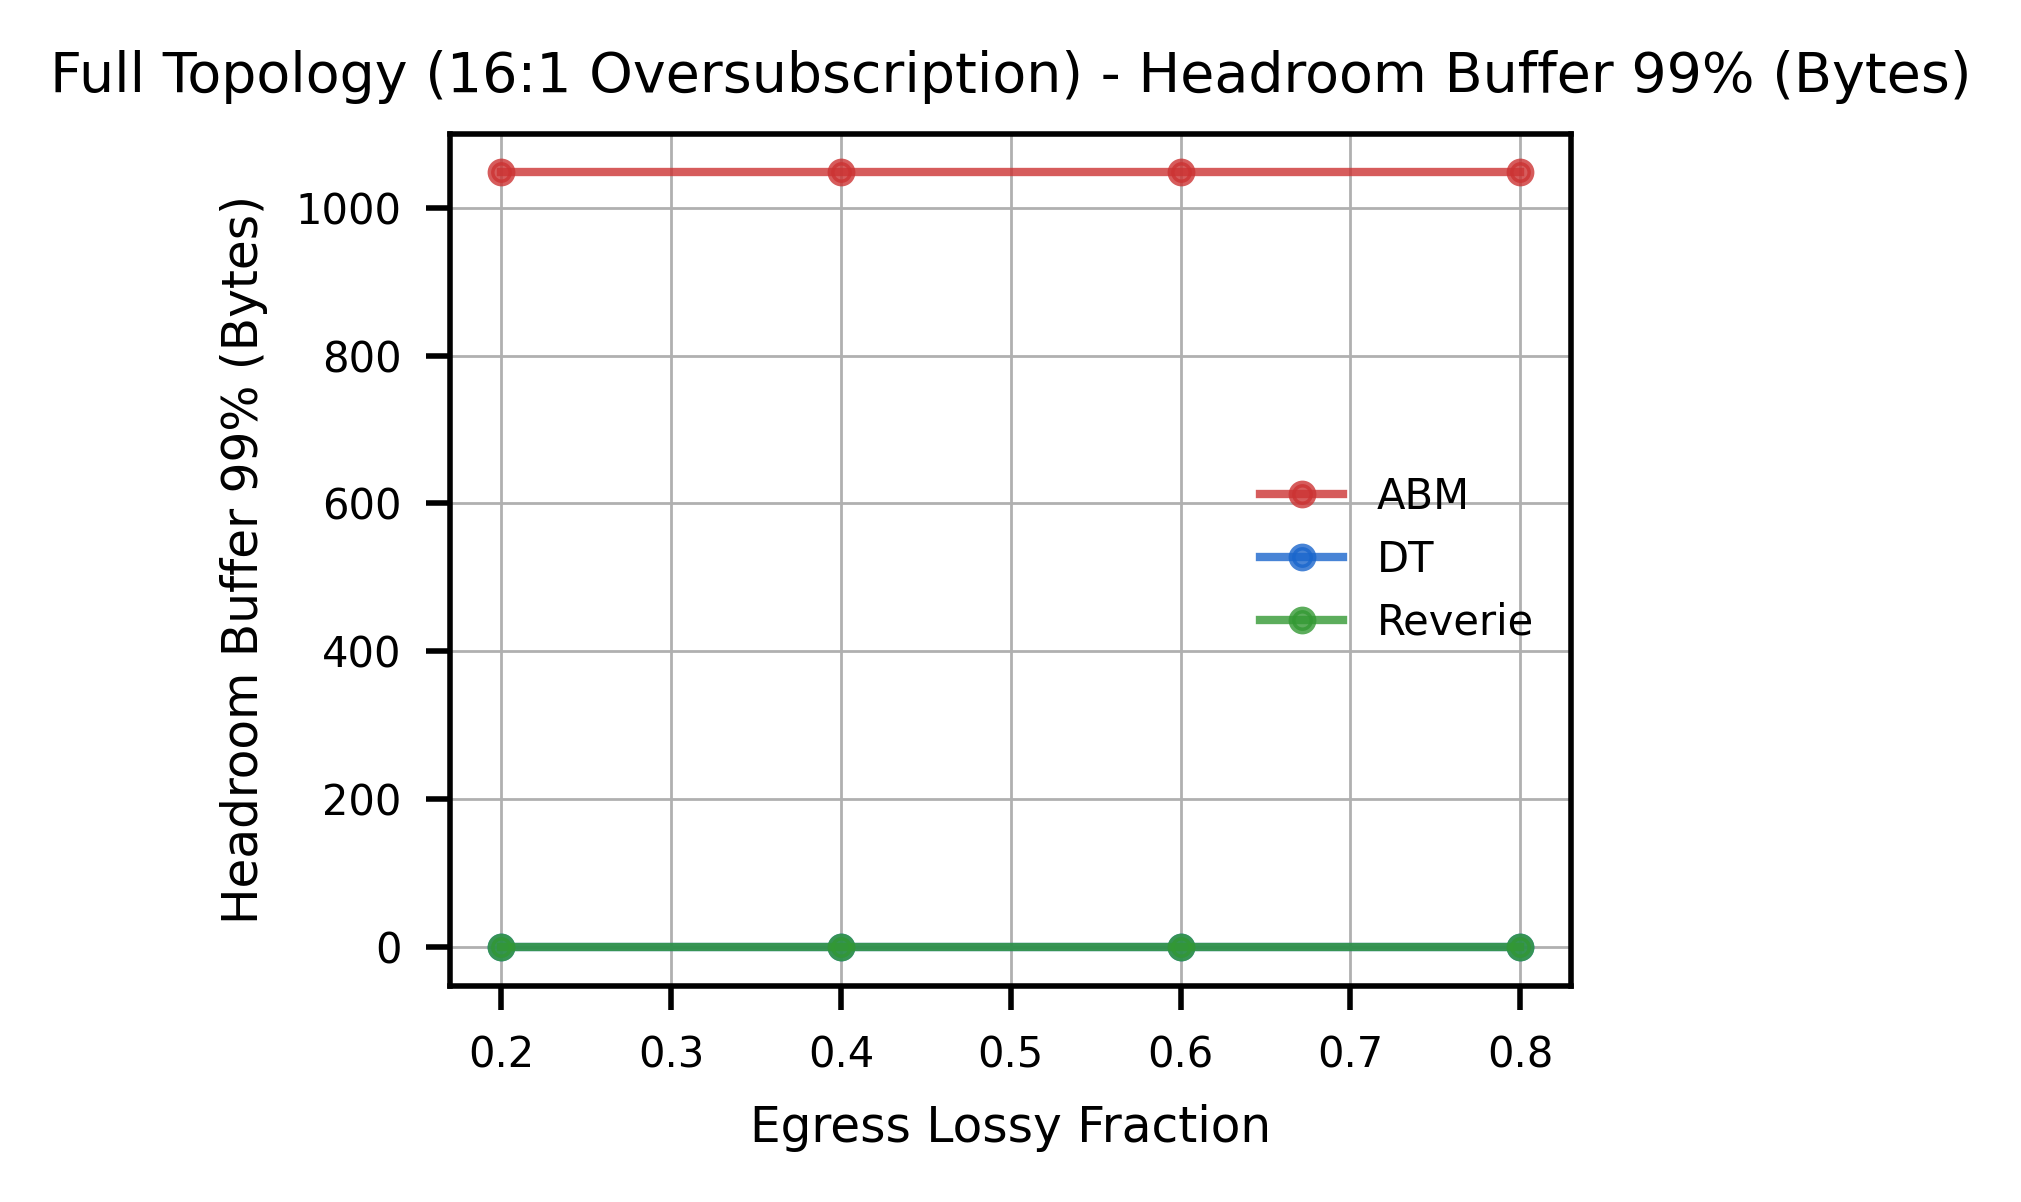 Full Topology (16:1 Oversubscription) - Headroom Buffer 99% (Bytes)
Headroom Buffer 99% (Bytes)
1000
800
600
400
200
0
ABM
DT
Reverie
0.2 0.3 0.4 0.5 0.6 0.7 0.8
Egress Lossy Fraction